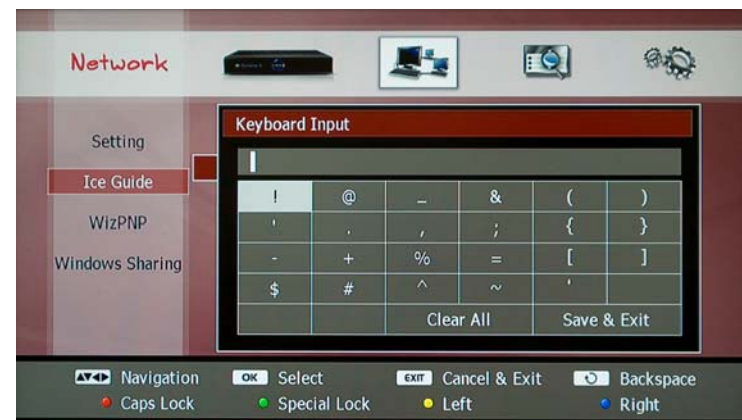 Network
Setting
Ice Guide
WizPNP
Windows Sharing
Keyboard Input
! @ _ & ( )
' . , ; { }
- + % = [ ]
$ # ^ ~ '
Clear All Save & Exit
Navigation OK Select EXIT Cancel & Exit Backspace
Caps Lock Special Lock Left Right